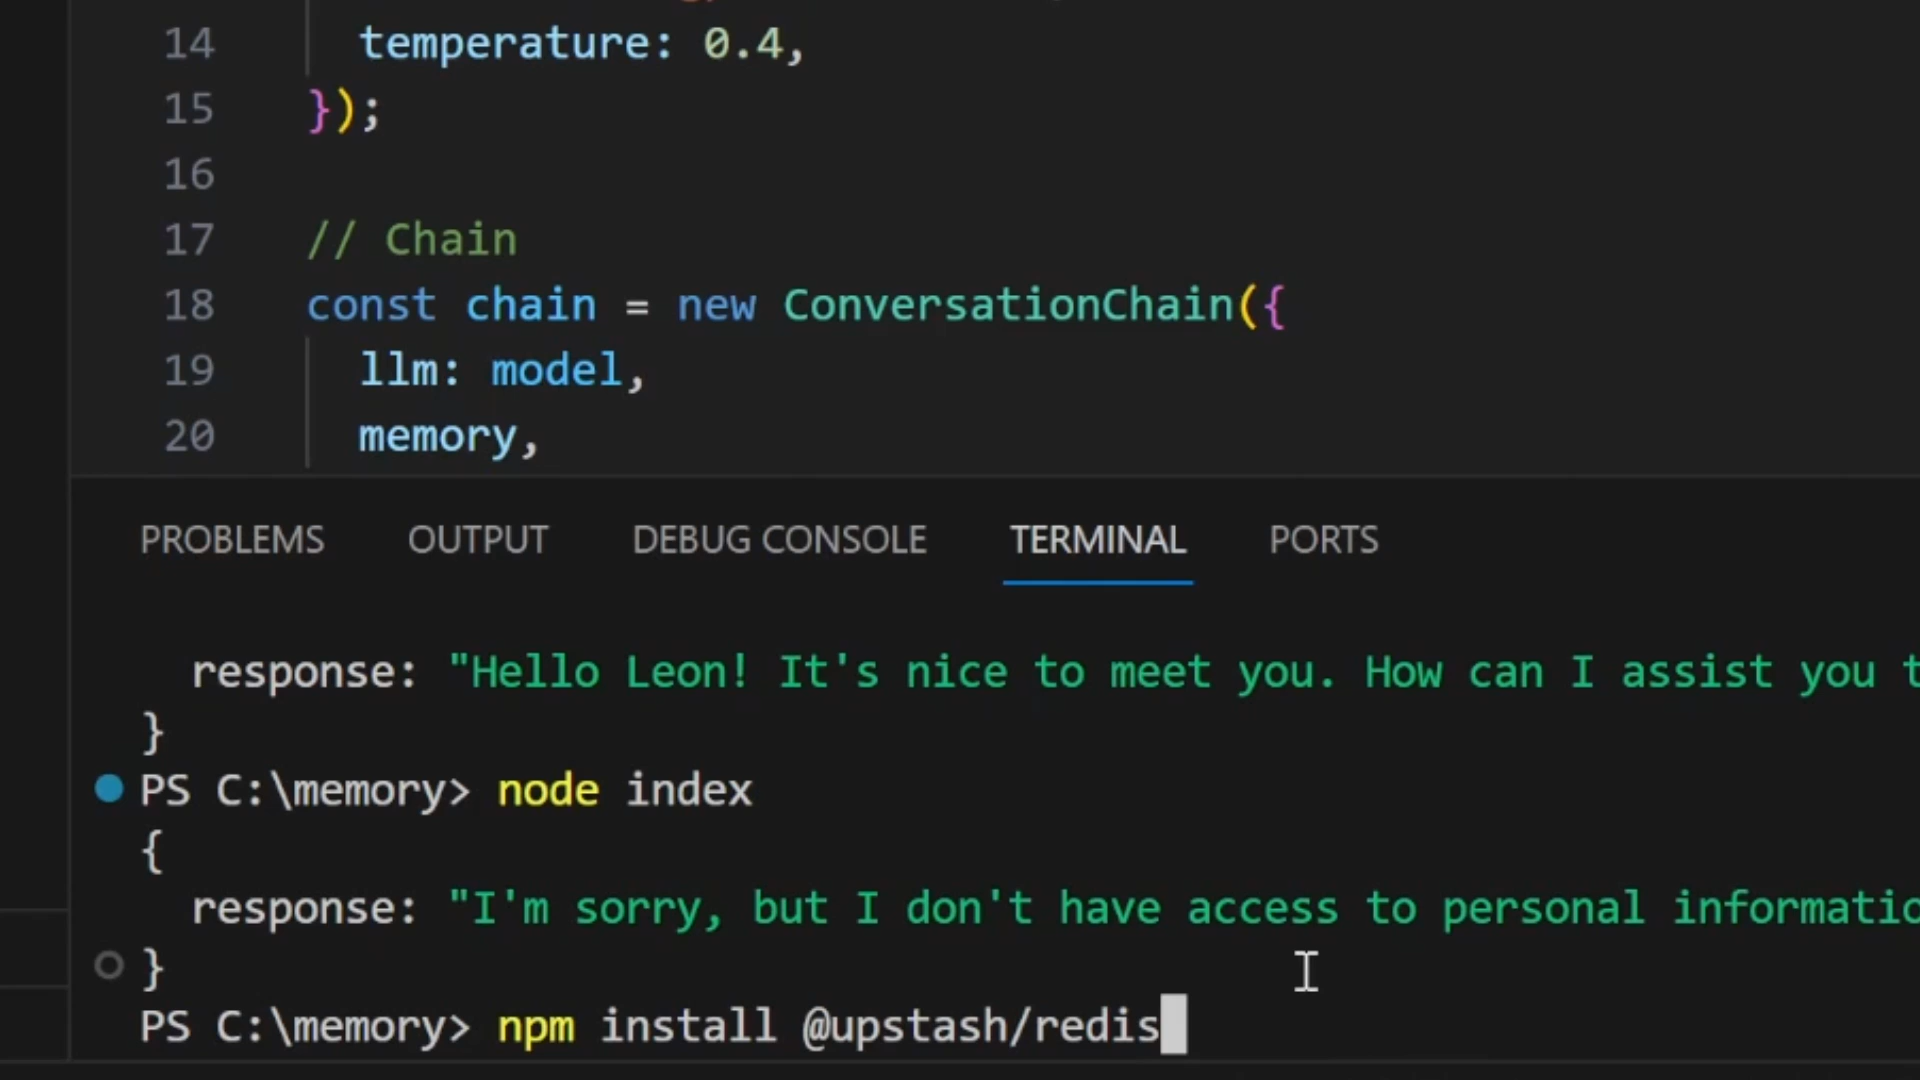 14 temperature: 0.4,
15 });
16
17 // Chain
18 const chain = new ConversationChain({
19 llm: model,
20 memory,
PROBLEMS OUTPUT DEBUG CONSOLE TERMINAL PORTS
response: "Hello Leon! It's nice to meet you. How can I assist you t
}
PS C:\memory> node index
{
response: "I'm sorry, but I don't have access to personal informatio
}
PS C:\memory> npm install @upstash/redis